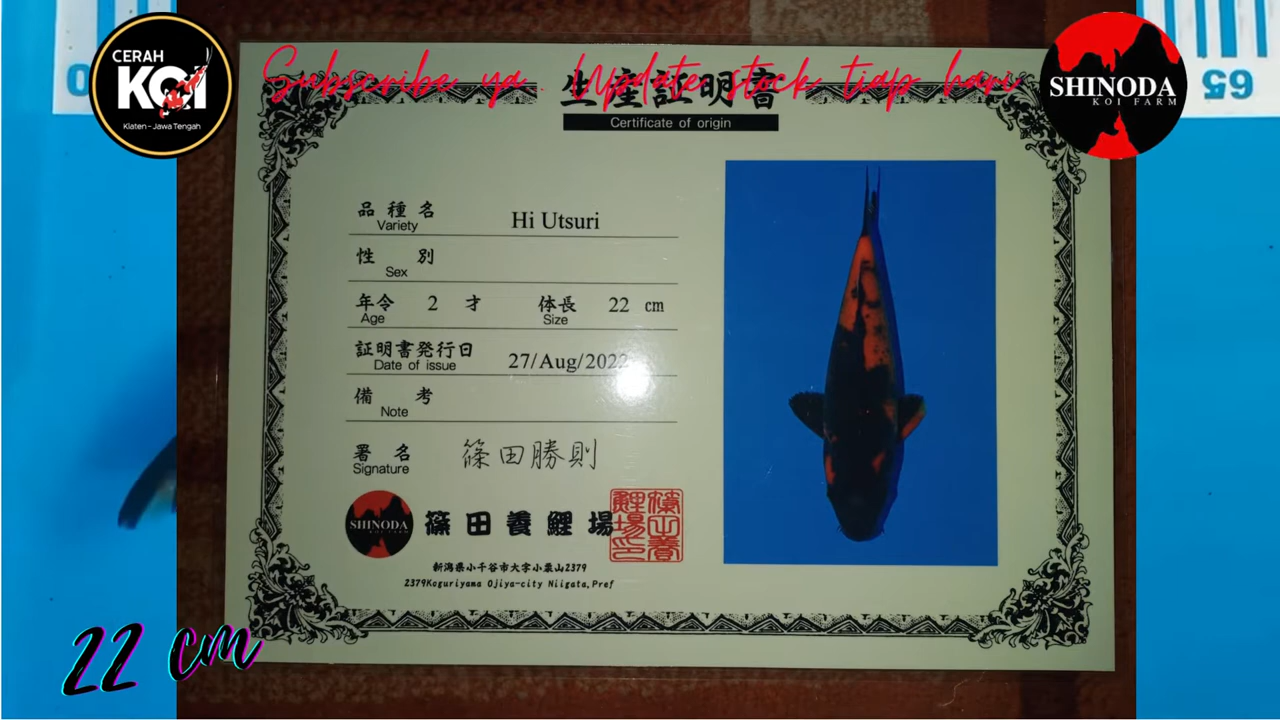 CERAH
KOI
Klaten - Jawa Tengah
Subscribe ya.. Update stock tiap hari
SHINODA
KOI FARM
65
生産証明書
Certificate of origin
品種名 Hi Utsuri
Variety
性別
Sex
年令 2 才 体長 22 cm
Age Size
証明書発行日 27/Aug/2022
Date of issue
備考
Note
署名 篠田勝則
Signature
SHINODA
KOI FARM
篠田養鯉場
新潟県小千谷市大字小栗山2379
2379Koguriyama Ojiya-city Niigata,Pref
22 cm